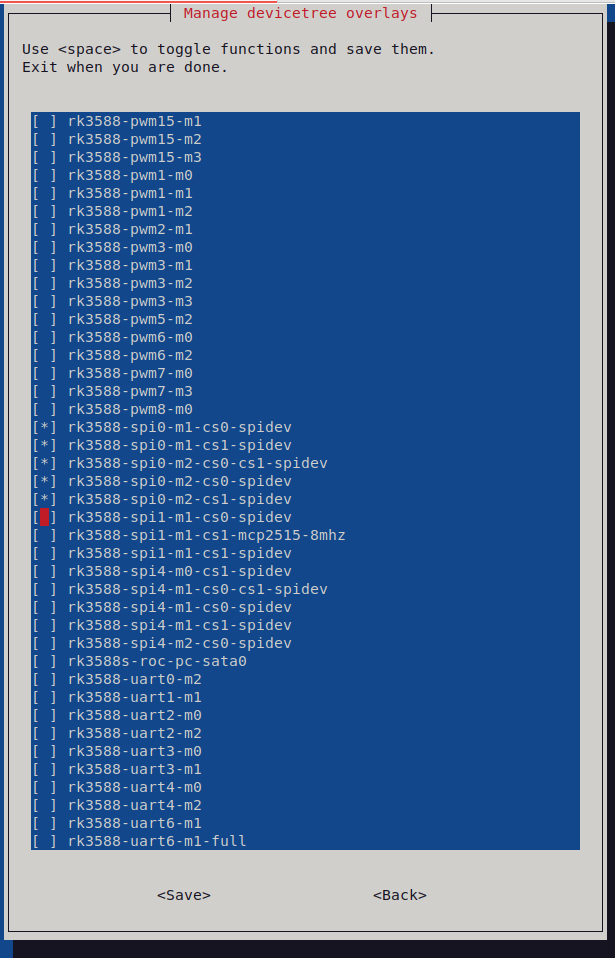 Manage devicetree overlays
Use <space> to toggle functions and save them.
Exit when you are done.
[ ] rk3588-pwm15-m1
[ ] rk3588-pwm15-m2
[ ] rk3588-pwm15-m3
[ ] rk3588-pwm1-m0
[ ] rk3588-pwm1-m1
[ ] rk3588-pwm1-m2
[ ] rk3588-pwm2-m1
[ ] rk3588-pwm3-m0
[ ] rk3588-pwm3-m1
[ ] rk3588-pwm3-m2
[ ] rk3588-pwm3-m3
[ ] rk3588-pwm5-m2
[ ] rk3588-pwm6-m0
[ ] rk3588-pwm6-m2
[ ] rk3588-pwm7-m0
[ ] rk3588-pwm7-m3
[ ] rk3588-pwm8-m0
[*] rk3588-spi0-m1-cs0-spidev
[*] rk3588-spi0-m1-cs1-spidev
[*] rk3588-spi0-m2-cs0-cs1-spidev
[*] rk3588-spi0-m2-cs0-spidev
[*] rk3588-spi0-m2-cs1-spidev
[ ] rk3588-spi1-m1-cs0-spidev
[ ] rk3588-spi1-m1-cs1-mcp2515-8mhz
[ ] rk3588-spi1-m1-cs1-spidev
[ ] rk3588-spi4-m0-cs1-spidev
[ ] rk3588-spi4-m1-cs0-cs1-spidev
[ ] rk3588-spi4-m1-cs0-spidev
[ ] rk3588-spi4-m1-cs1-spidev
[ ] rk3588-spi4-m2-cs0-spidev
[ ] rk3588s-roc-pc-sata0
[ ] rk3588-uart0-m2
[ ] rk3588-uart1-m1
[ ] rk3588-uart2-m0
[ ] rk3588-uart2-m2
[ ] rk3588-uart3-m0
[ ] rk3588-uart3-m1
[ ] rk3588-uart4-m0
[ ] rk3588-uart4-m2
[ ] rk3588-uart6-m1
[ ] rk3588-uart6-m1-full
<Save> <Back>